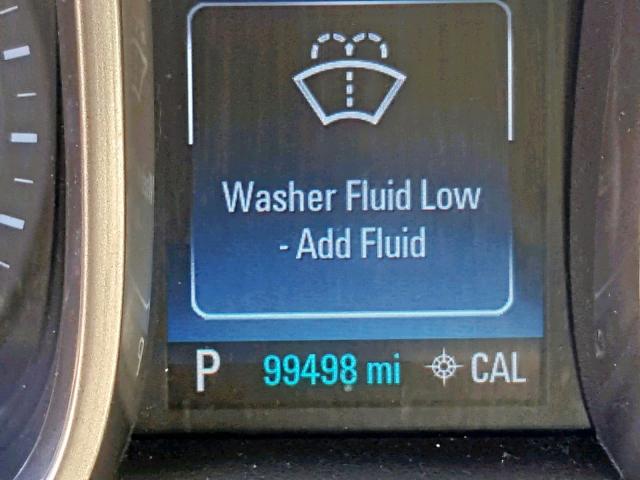 Washer Fluid Low
- Add Fluid
P 99498 mi CAL